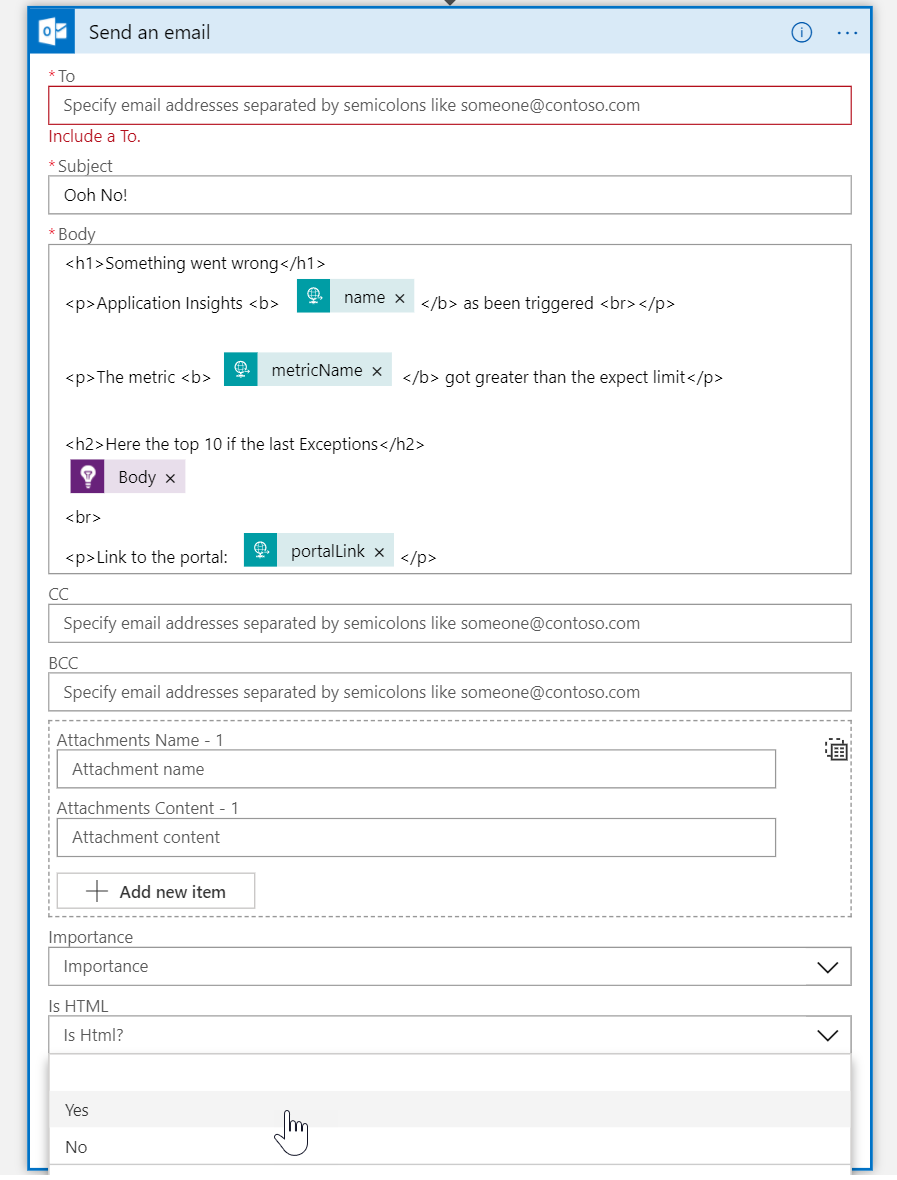 Send an email
* To
Specify email addresses separated by semicolons like someone@contoso.com
Include a To.
* Subject
Ooh No!
* Body
<h1>Something went wrong</h1>
<p>Application Insights <b> name × </b> as been triggered <br></p>
<p>The metric <b> metricName × </b> got greater than the expect limit</p>
<h2>Here the top 10 if the last Exceptions</h2>
Body ×
<br>
<p>Link to the portal: portalLink × </p>
CC
Specify email addresses separated by semicolons like someone@contoso.com
BCC
Specify email addresses separated by semicolons like someone@contoso.com
Attachments Name - 1
Attachment name
Attachments Content - 1
Attachment content
Add new item
Importance
Importance
Is HTML
Is Html?
Yes
No